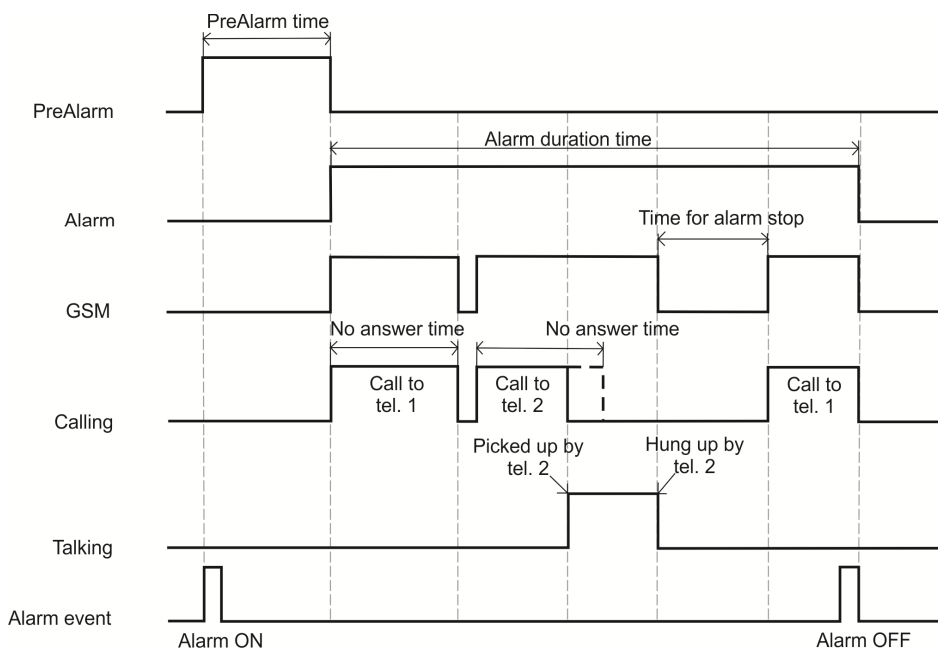 PreAlarm time
PreAlarm
Alarm duration time
Alarm
Time for alarm stop
GSM
No answer time
No answer time
Call to
tel. 1
Call to
tel. 2
Call to
tel. 1
Calling
Picked up by
tel. 2
Hung up by
tel. 2
Talking
Alarm event
Alarm ON
Alarm OFF